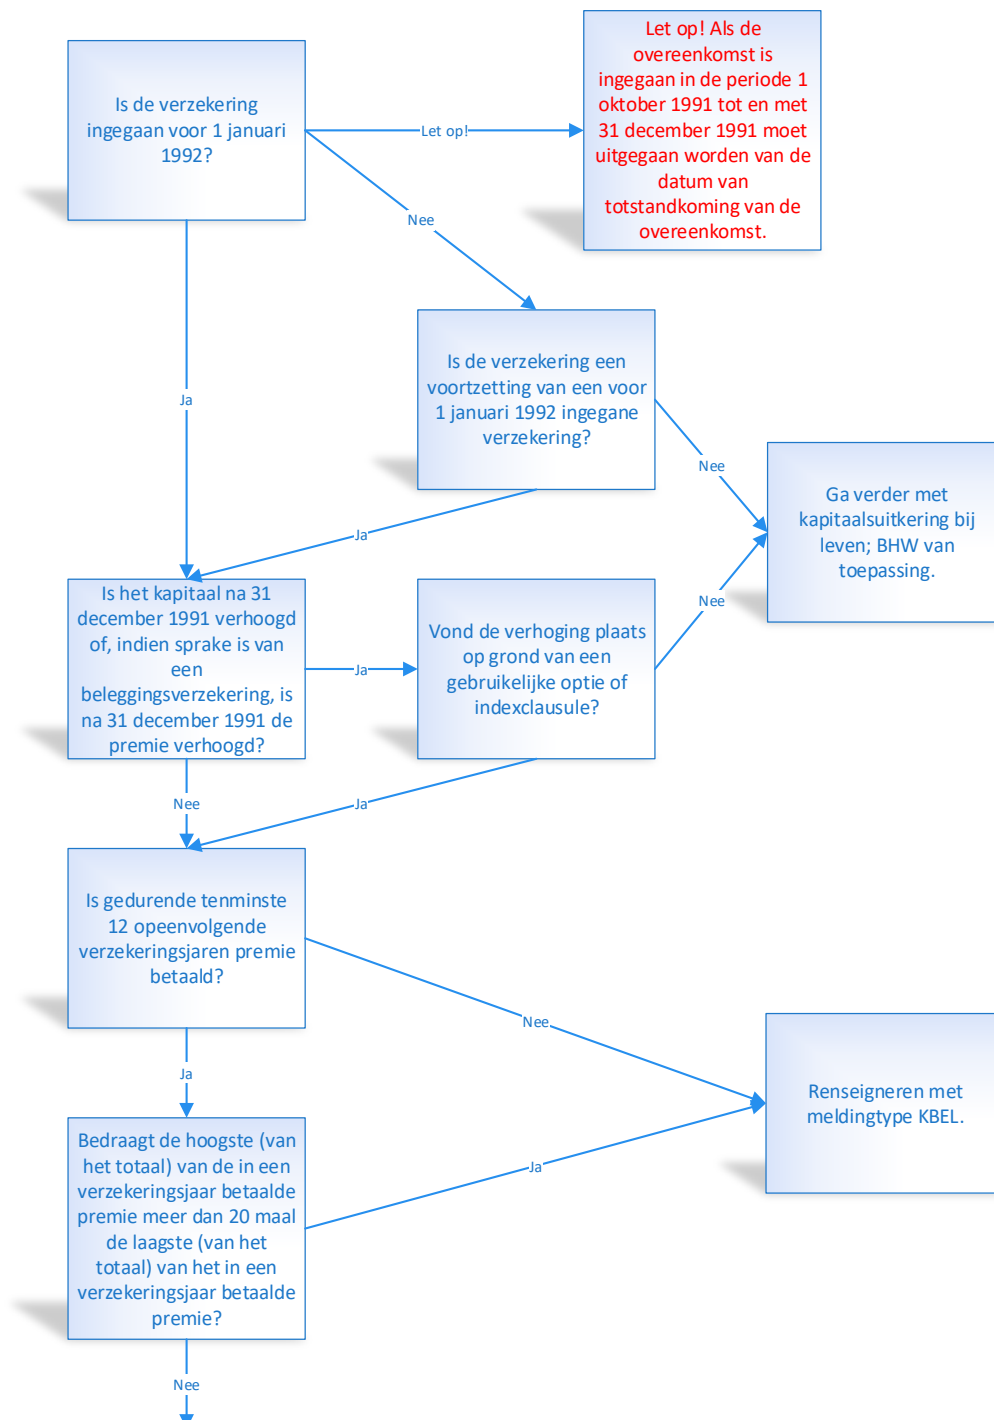 Is de verzekering
ingegaan voor 1 januari
1992?
Let op!
Let op! Als de
overeenkomst is
ingegaan in de periode 1
oktober 1991 tot en met
31 december 1991 moet
uitgegaan worden van de
datum van
totstandkoming van de
overeenkomst.
Nee
Ja
Is de verzekering een
voortzetting van een voor
1 januari 1992 ingegane
verzekering?
Nee
Ja
Ga verder met
kapitaalsuitkering bij
leven; BHW van
toepassing.
Is het kapitaal na 31
december 1991 verhoogd
of, indien sprake is van
een
beleggingsverzekering, is
na 31 december 1991 de
premie verhoogd?
Ja
Vond de verhoging plaats
op grond van een
gebruikelijke optie of
indexclausule?
Nee
Nee
Ja
Is gedurende tenminste
12 opeenvolgende
verzekeringsjaren premie
betaald?
Nee
Ja
Renseigneren met
meldingtype KBEL.
Bedraagt de hoogste (van
het totaal) van de in een
verzekeringsjaar betaalde
premie meer dan 20 maal
de laagste (van het
totaal) van het in een
verzekeringsjaar betaalde
premie?
Ja
Nee